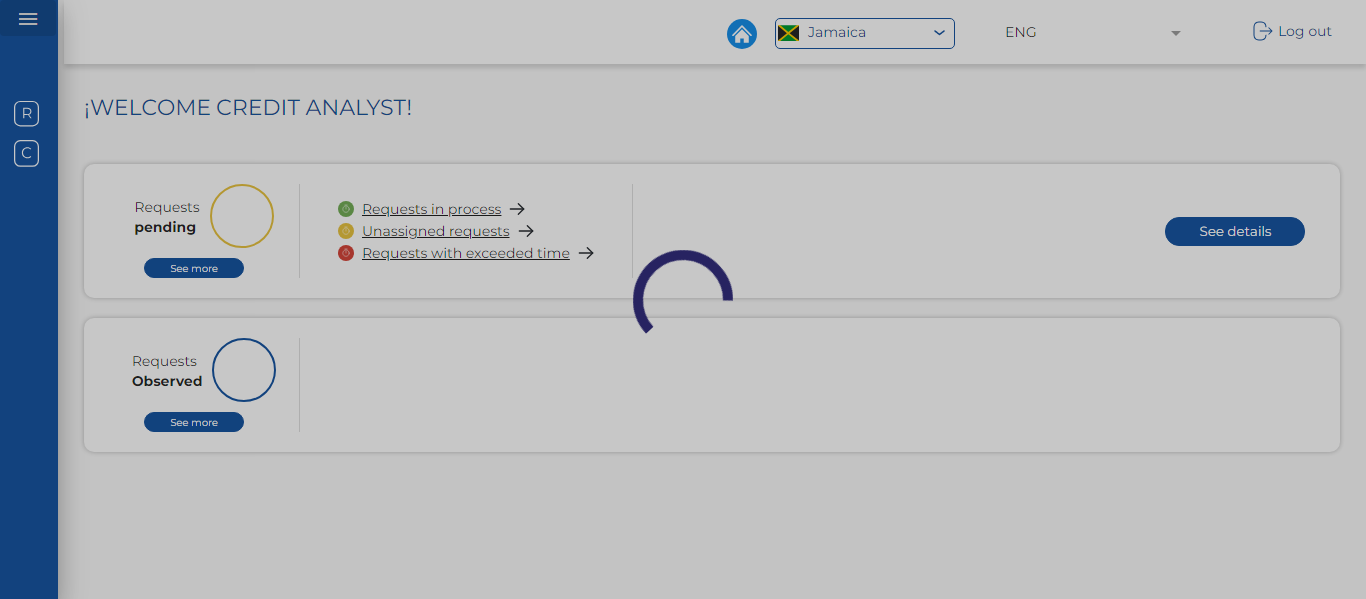 Jamaica
ENG
Log out
R
C
¡WELCOME CREDIT ANALYST!
Requests
pending
See more
Requests in process
Unassigned requests
Requests with exceeded time
See details
Requests
Observed
See more